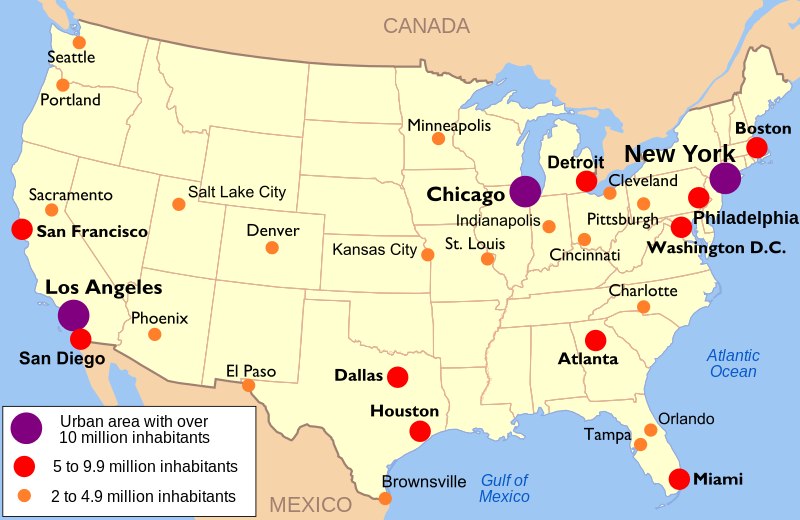 CANADA
Seattle
Portland
Minneapolis
Boston
New York
Detroit
Cleveland
Chicago
Salt Lake City
Sacramento
Pittsburgh
Philadelphia
Indianapolis
San Francisco
Denver
Kansas City
St. Louis
Cincinnati
Washington D.C.
Los Angeles
Charlotte
Phoenix
San Diego
Atlanta
Atlantic
Ocean
El Paso
Dallas
Houston
Orlando
Tampa
Miami
Brownsville
Gulf of
Mexico
MEXICO
Urban area with over
10 million inhabitants
5 to 9.9 million inhabitants
2 to 4.9 million inhabitants